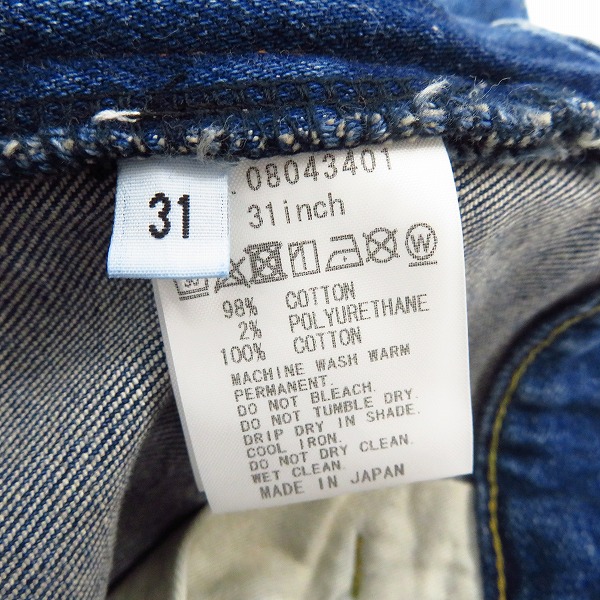 . 08043401
31
31inch
W
98% COTTON
2% POLYURETHANE
100% COTTON
MACHINE WASH WARM
PERMANENT.
DO NOT BLEACH.
DO NOT TUMBLE DRY.
DRIP DRY IN SHADE.
COOL IRON.
DO NOT DRY CLEAN.
WET CLEAN.
MADE IN JAPAN